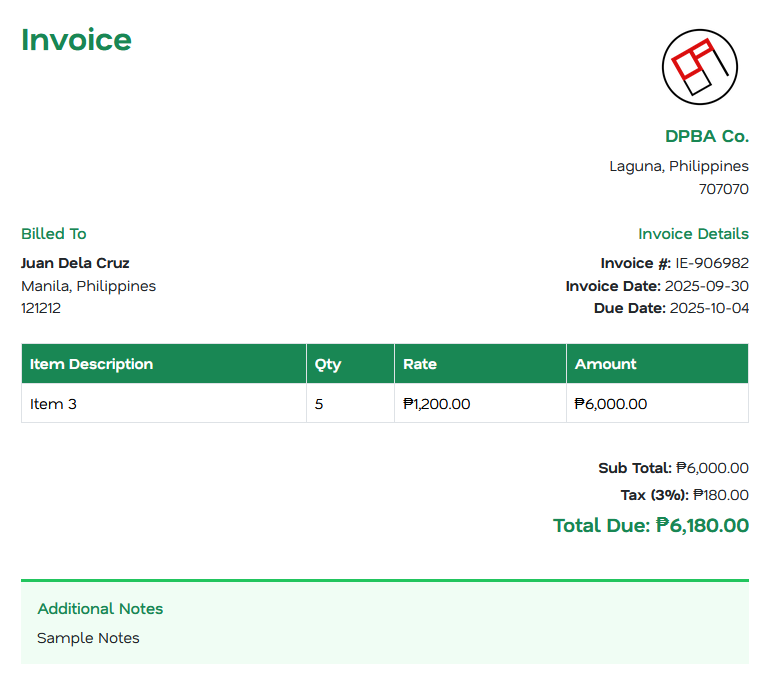 Invoice
DPBA Co.
Laguna, Philippines
707070
Billed To
Juan Dela Cruz
Manila, Philippines
121212
Invoice Details
Invoice #: IE-906982
Invoice Date: 2025-09-30
Due Date: 2025-10-04
Item Description Qty Rate Amount
Item 3 5 ₱1,200.00 ₱6,000.00
Sub Total: ₱6,000.00
Tax (3%): ₱180.00
Total Due: ₱6,180.00
Additional Notes
Sample Notes